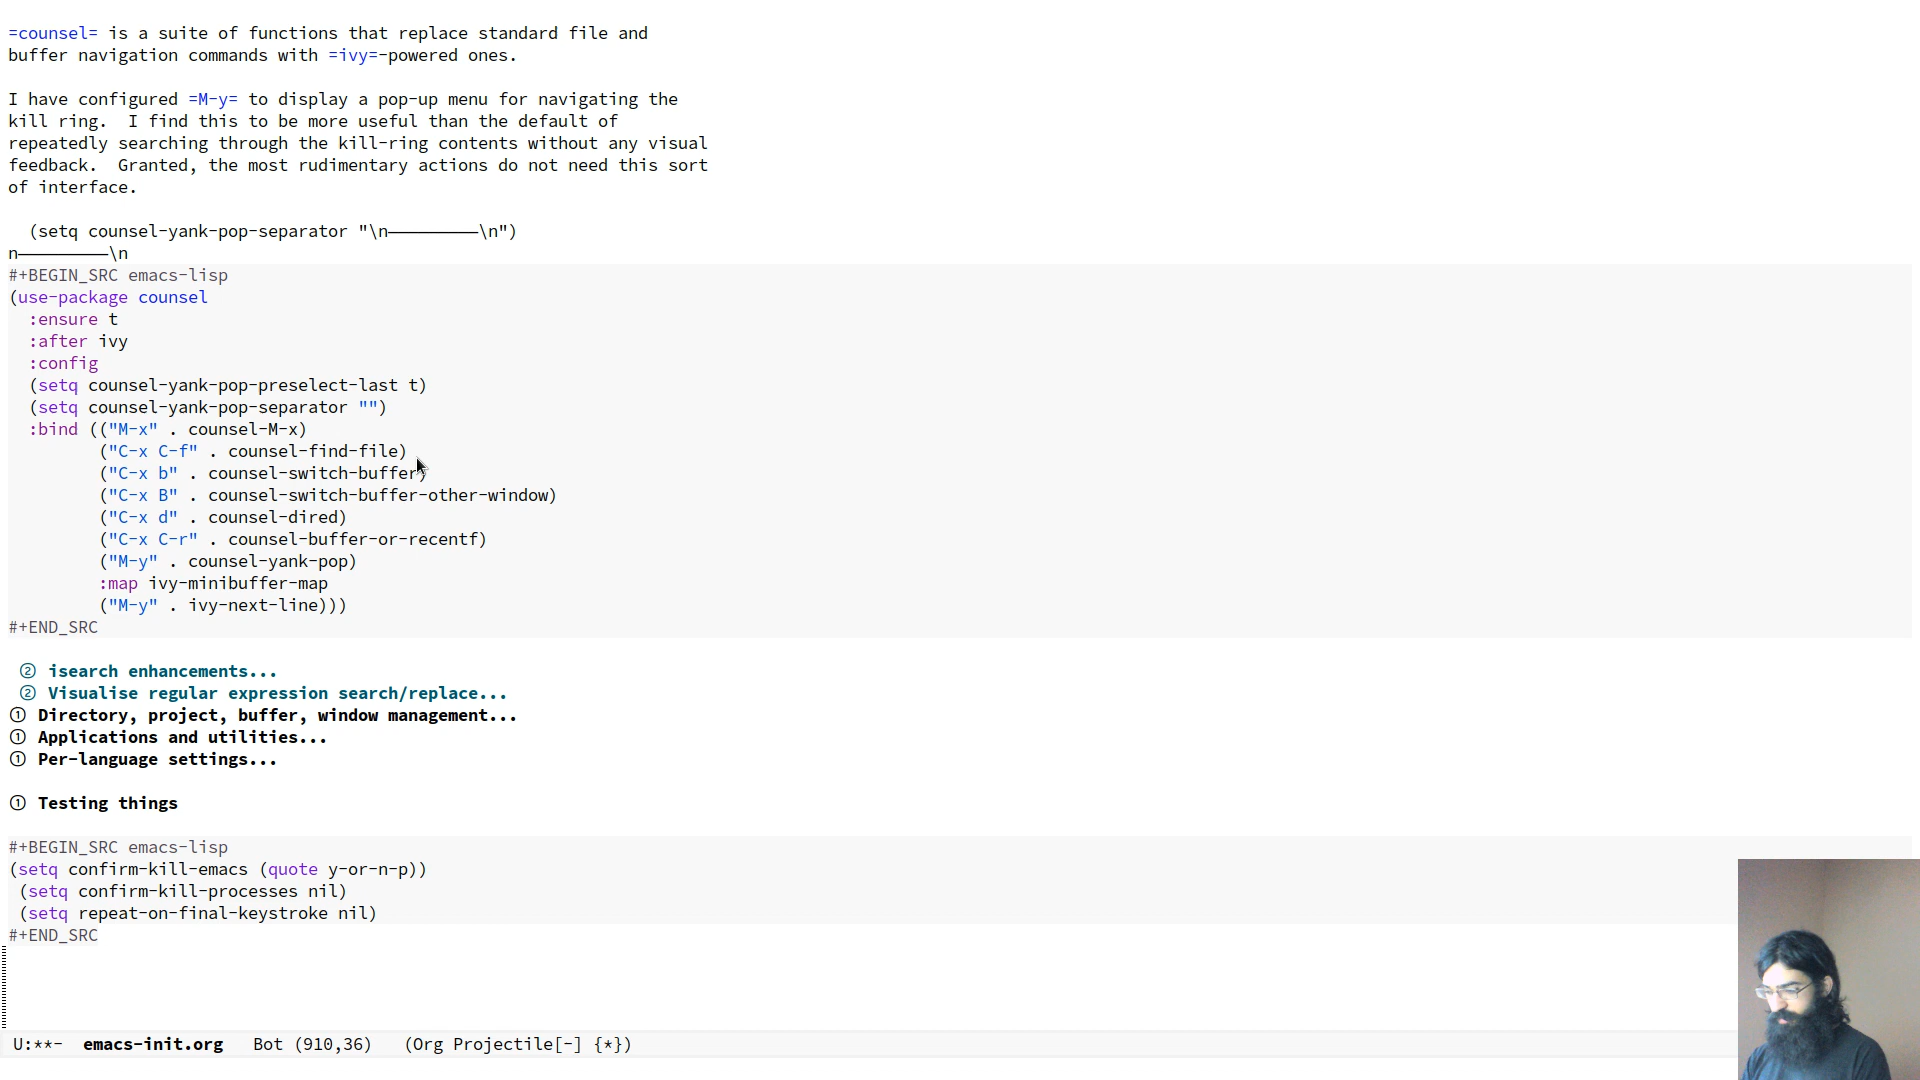 =counsel= is a suite of functions that replace standard file and
buffer navigation commands with =ivy=-powered ones.
I have configured =M-y= to display a pop-up menu for navigating the
kill ring.  I find this to be more useful than the default of
repeatedly searching through the kill-ring contents without any visual
feedback.  Granted, the most rudimentary actions do not need this sort
of interface.
(setq counsel-yank-pop-separator "\n─────────\n")
n─────────\n
#+BEGIN_SRC emacs-lisp
(use-package counsel
  :ensure t
  :after ivy
  :config
  (setq counsel-yank-pop-preselect-last t)
  (setq counsel-yank-pop-separator "")
  :bind (("M-x" . counsel-M-x)
         ("C-x C-f" . counsel-find-file)
         ("C-x b" . counsel-switch-buffer)
         ("C-x B" . counsel-switch-buffer-other-window)
         ("C-x d" . counsel-dired)
         ("C-x C-r" . counsel-buffer-or-recentf)
         ("M-y" . counsel-yank-pop)
         :map ivy-minibuffer-map
         ("M-y" . ivy-next-line)))
#+END_SRC
② isearch enhancements...
② Visualise regular expression search/replace...
① Directory, project, buffer, window management...
① Applications and utilities...
① Per-language settings...
① Testing things
#+BEGIN_SRC emacs-lisp
(setq confirm-kill-emacs (quote y-or-n-p))
 (setq confirm-kill-processes nil)
 (setq repeat-on-final-keystroke nil)
#+END_SRC
U:**-  emacs-init.org   Bot (910,36)   (Org Projectile[-] {*})